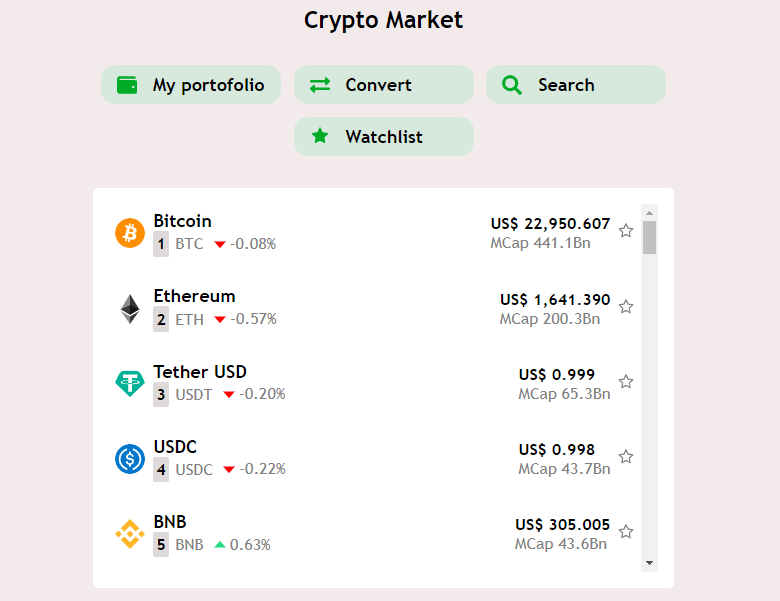 Crypto Market
My portofolio
Convert
Search
Watchlist
Bitcoin
US$ 22,950.607
1 BTC -0.08%
MCap 441.1Bn
Ethereum
US$ 1,641.390
2 ETH -0.57%
MCap 200.3Bn
Tether USD
US$ 0.999
3 USDT -0.20%
MCap 65.3Bn
USDC
US$ 0.998
4 USDC -0.22%
MCap 43.7Bn
BNB
US$ 305.005
5 BNB 0.63%
MCap 43.6Bn